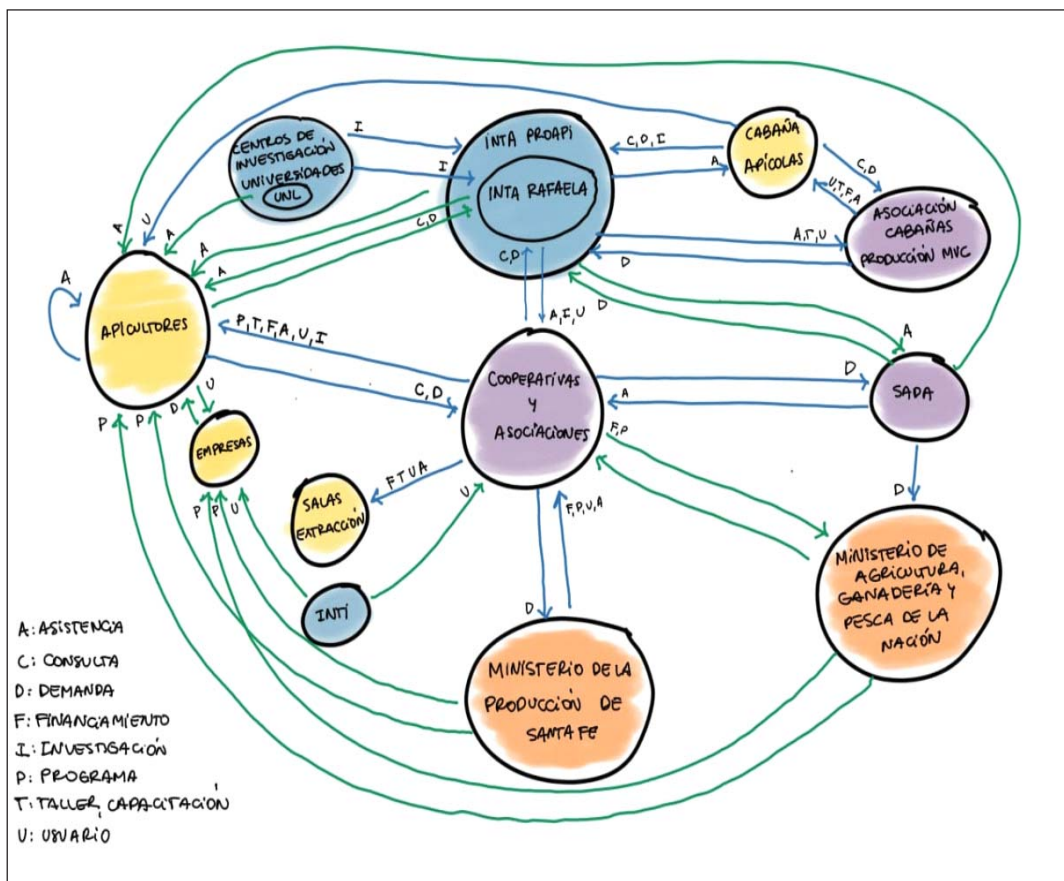 A
U
I
I
CENTROS DE
INVESTIGACIÓN
UNIVERSIDADES
UNL
INTA PROAPI
INTA RAFAELA
C, D, I
A
CABAÑA
APÍCOLAS
C, D
U,T,F,A
ASOCIACIÓN
CABAÑAS
PRODUCCIÓN MVC
A,T,U
D
A
A
A
C, D
C,D
A,I,U
D
A
A
APICULTORES
P,T,F,A,U,I
C, D
COOPERATIVAS
Y
ASOCIACIONES
D
A
SADA
F,P
D
U
D
P
P
EMPRESAS
P
P
U
F T U A
SALAS
EXTRACCIÓN
U
INTI
F,P,U,A
D
MINISTERIO DE
AGRICULTURA,
GANADERÍA Y
PESCA DE LA
NACIÓN
MINISTERIO DE LA
PRODUCCIÓN DE
SANTA FE
A: ASISTENCIA
C: CONSULTA
D: DEMANDA
F: FINANCIAMIENTO
I: INVESTIGACIÓN
P: PROGRAMA
T: TALLER, CAPACITACIÓN
U: USUARIO